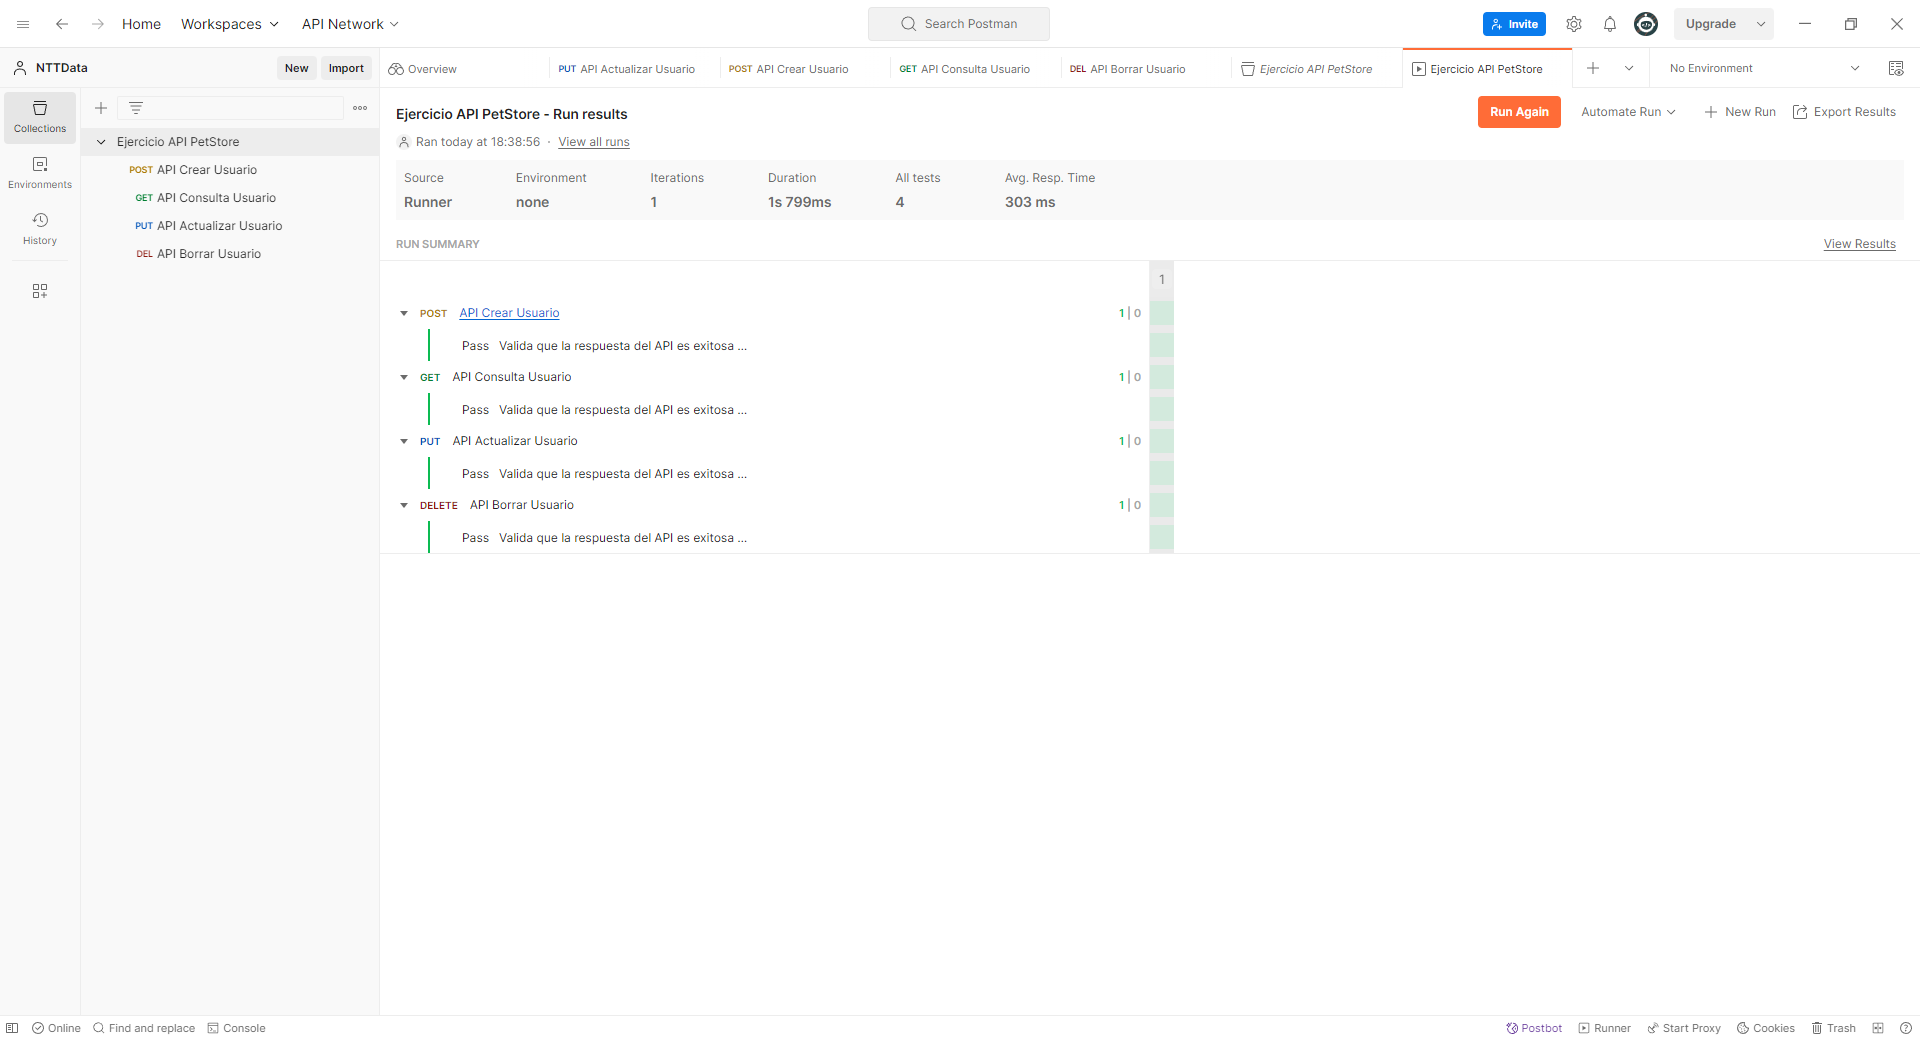 Home Workspaces API Network Search Postman Invite Upgrade
NTTData New Import Overview PUT API Actualizar Usuario POST API Crear Usuario GET API Consulta Usuario DEL API Borrar Usuario Ejercicio API PetStore Ejercicio API PetStore No Environment
Collections
Environments
History
Ejercicio API PetStore
POST API Crear Usuario
GET API Consulta Usuario
PUT API Actualizar Usuario
DEL API Borrar Usuario
Ejercicio API PetStore - Run results Run Again Automate Run New Run Export Results
Ran today at 18:38:56 · View all runs
Source Environment Iterations Duration All tests Avg. Resp. Time
Runner none 1 1s 799ms 4 303 ms
RUN SUMMARY View Results
1
POST API Crear Usuario 1 | 0
Pass Valida que la respuesta del API es exitosa ...
GET API Consulta Usuario 1 | 0
Pass Valida que la respuesta del API es exitosa ...
PUT API Actualizar Usuario 1 | 0
Pass Valida que la respuesta del API es exitosa ...
DELETE API Borrar Usuario 1 | 0
Pass Valida que la respuesta del API es exitosa ...
Online Find and replace Console Postbot Runner Start Proxy Cookies Trash